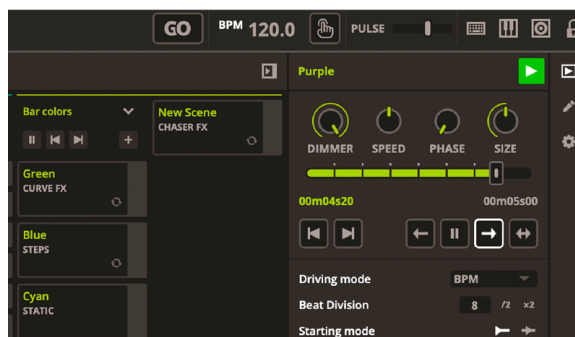 GO BPM 120.0 PULSE
Purple
Bar colors
New Scene
CHASER FX
DIMMER SPEED PHASE SIZE
Green
CURVE FX
00m04s20 00m05s00
Blue
STEPS
Driving mode BPM
Cyan
STATIC
Beat Division 8 /2 x2
Starting mode